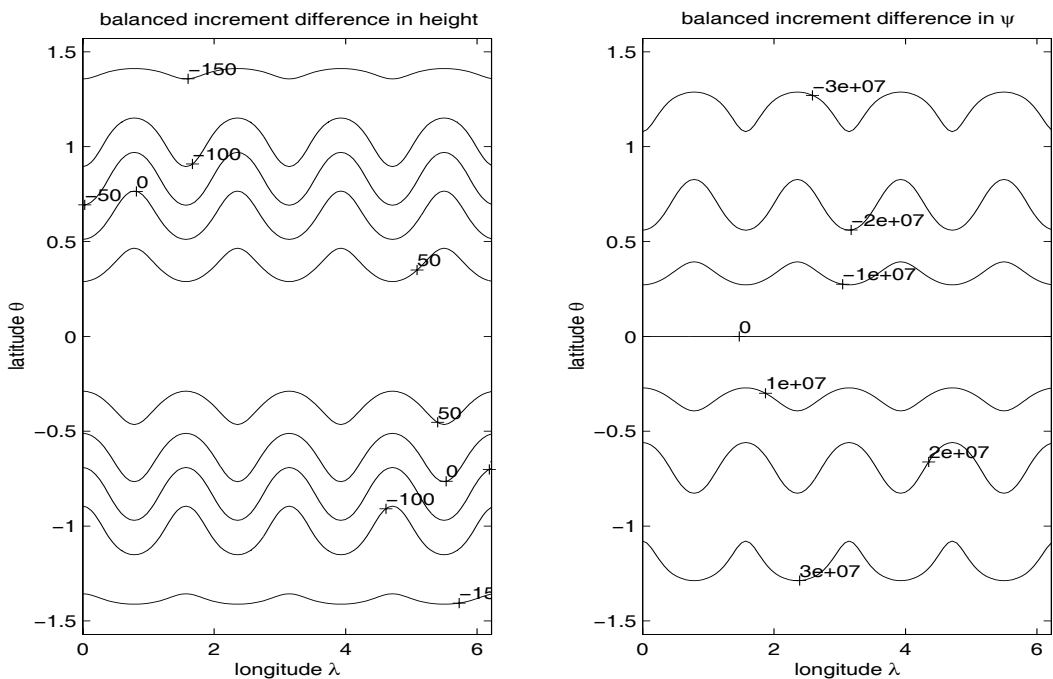 balanced increment difference in height
1.5
1
0.5
0
−0.5
−1
−1.5
0
2
4
6
latitude θ
longitude λ
−150
−100
−50
0
50
50
0
−100
−15
balanced increment difference in ψ
1.5
1
0.5
0
−0.5
−1
−1.5
0
2
4
6
latitude θ
longitude λ
−3e+07
−2e+07
−1e+07
0
1e+07
2e+07
3e+07